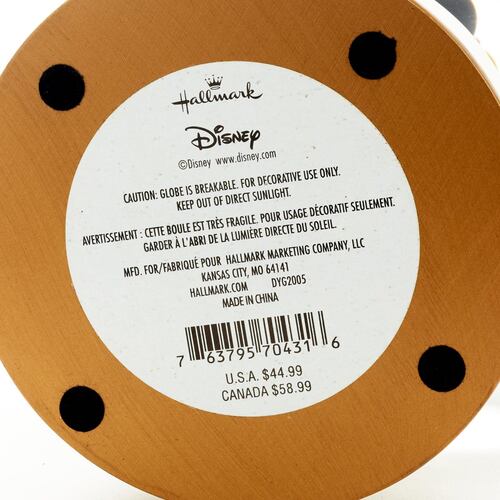 Hallmark
Disney
©Disney www.disney.com
CAUTION: GLOBE IS BREAKABLE. FOR DECORATIVE USE ONLY.
KEEP OUT OF DIRECT SUNLIGHT.
AVERTISSEMENT : CETTE BOULE EST TRÈS FRAGILE. POUR USAGE DÉCORATIF SEULEMENT.
GARDER À L'ABRI DE LA LUMIÈRE DIRECTE DU SOLEIL.
MFD. FOR/FABRIQUÉ POUR HALLMARK MARKETING COMPANY, LLC
KANSAS CITY, MO 64141
HALLMARK.COM DYG2005
MADE IN CHINA
7 63795 70431 6
U.S.A. $44.99
CANADA $58.99